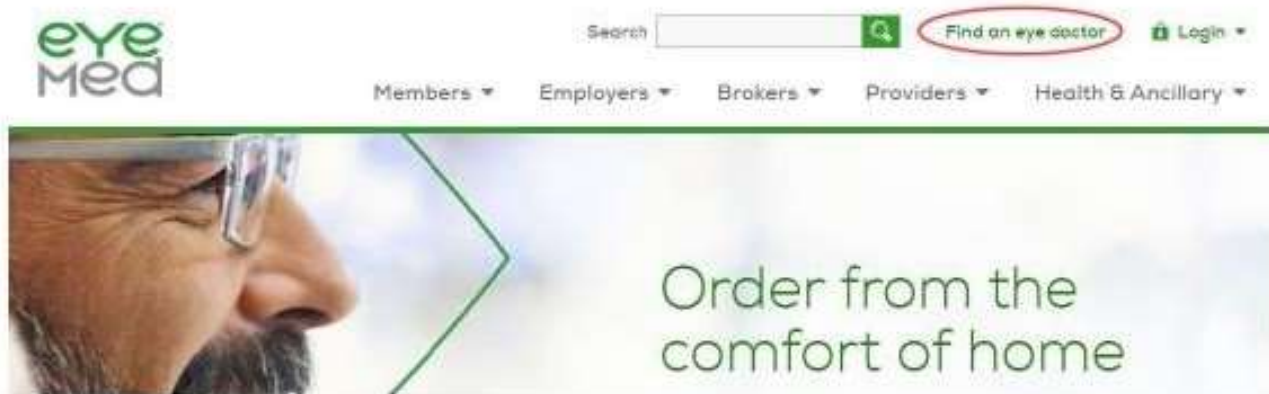 eye
Med
Search
Find an eye doctor
Login
Members
Employers
Brokers
Providers
Health & Ancillary
Order from the
comfort of home